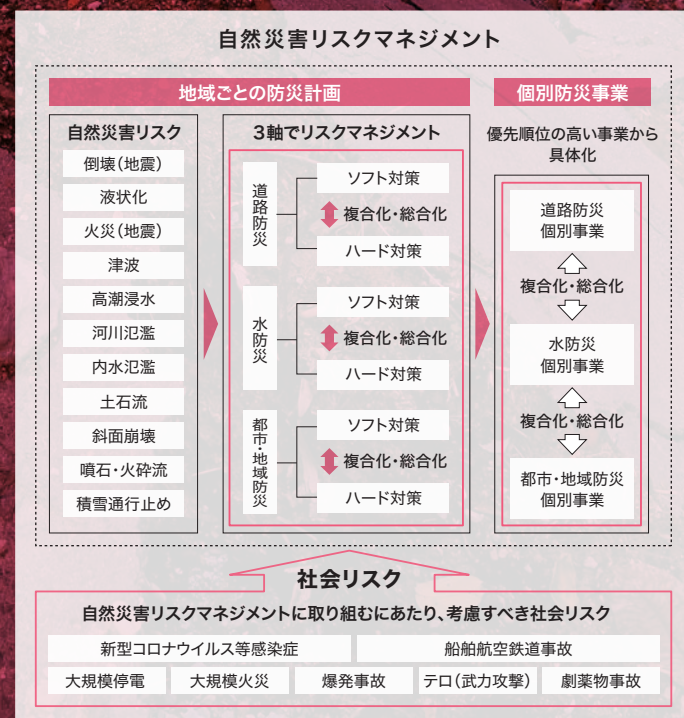 自然災害リスクマネジメント
地域ごとの防災計画
自然災害リスク
倒壊(地震)
液状化
火災(地震)
津波
高潮浸水
河川氾濫
内水氾濫
土石流
斜面崩壊
噴石・火砕流
積雪通行止め
3軸でリスクマネジメント
道路防災
ソフト対策
複合化・総合化
ハード対策
水防災
ソフト対策
複合化・総合化
ハード対策
都市・地域防災
ソフト対策
複合化・総合化
ハード対策
個別防災事業
優先順位の高い事業から
具体化
道路防災
個別事業
複合化・総合化
水防災
個別事業
複合化・総合化
都市・地域防災
個別事業
社会リスク
自然災害リスクマネジメントに取り組むにあたり、考慮すべき社会リスク
新型コロナウイルス等感染症
船舶航空鉄道事故
大規模停電
大規模火災
爆発事故
テロ(武力攻撃)
劇薬物事故